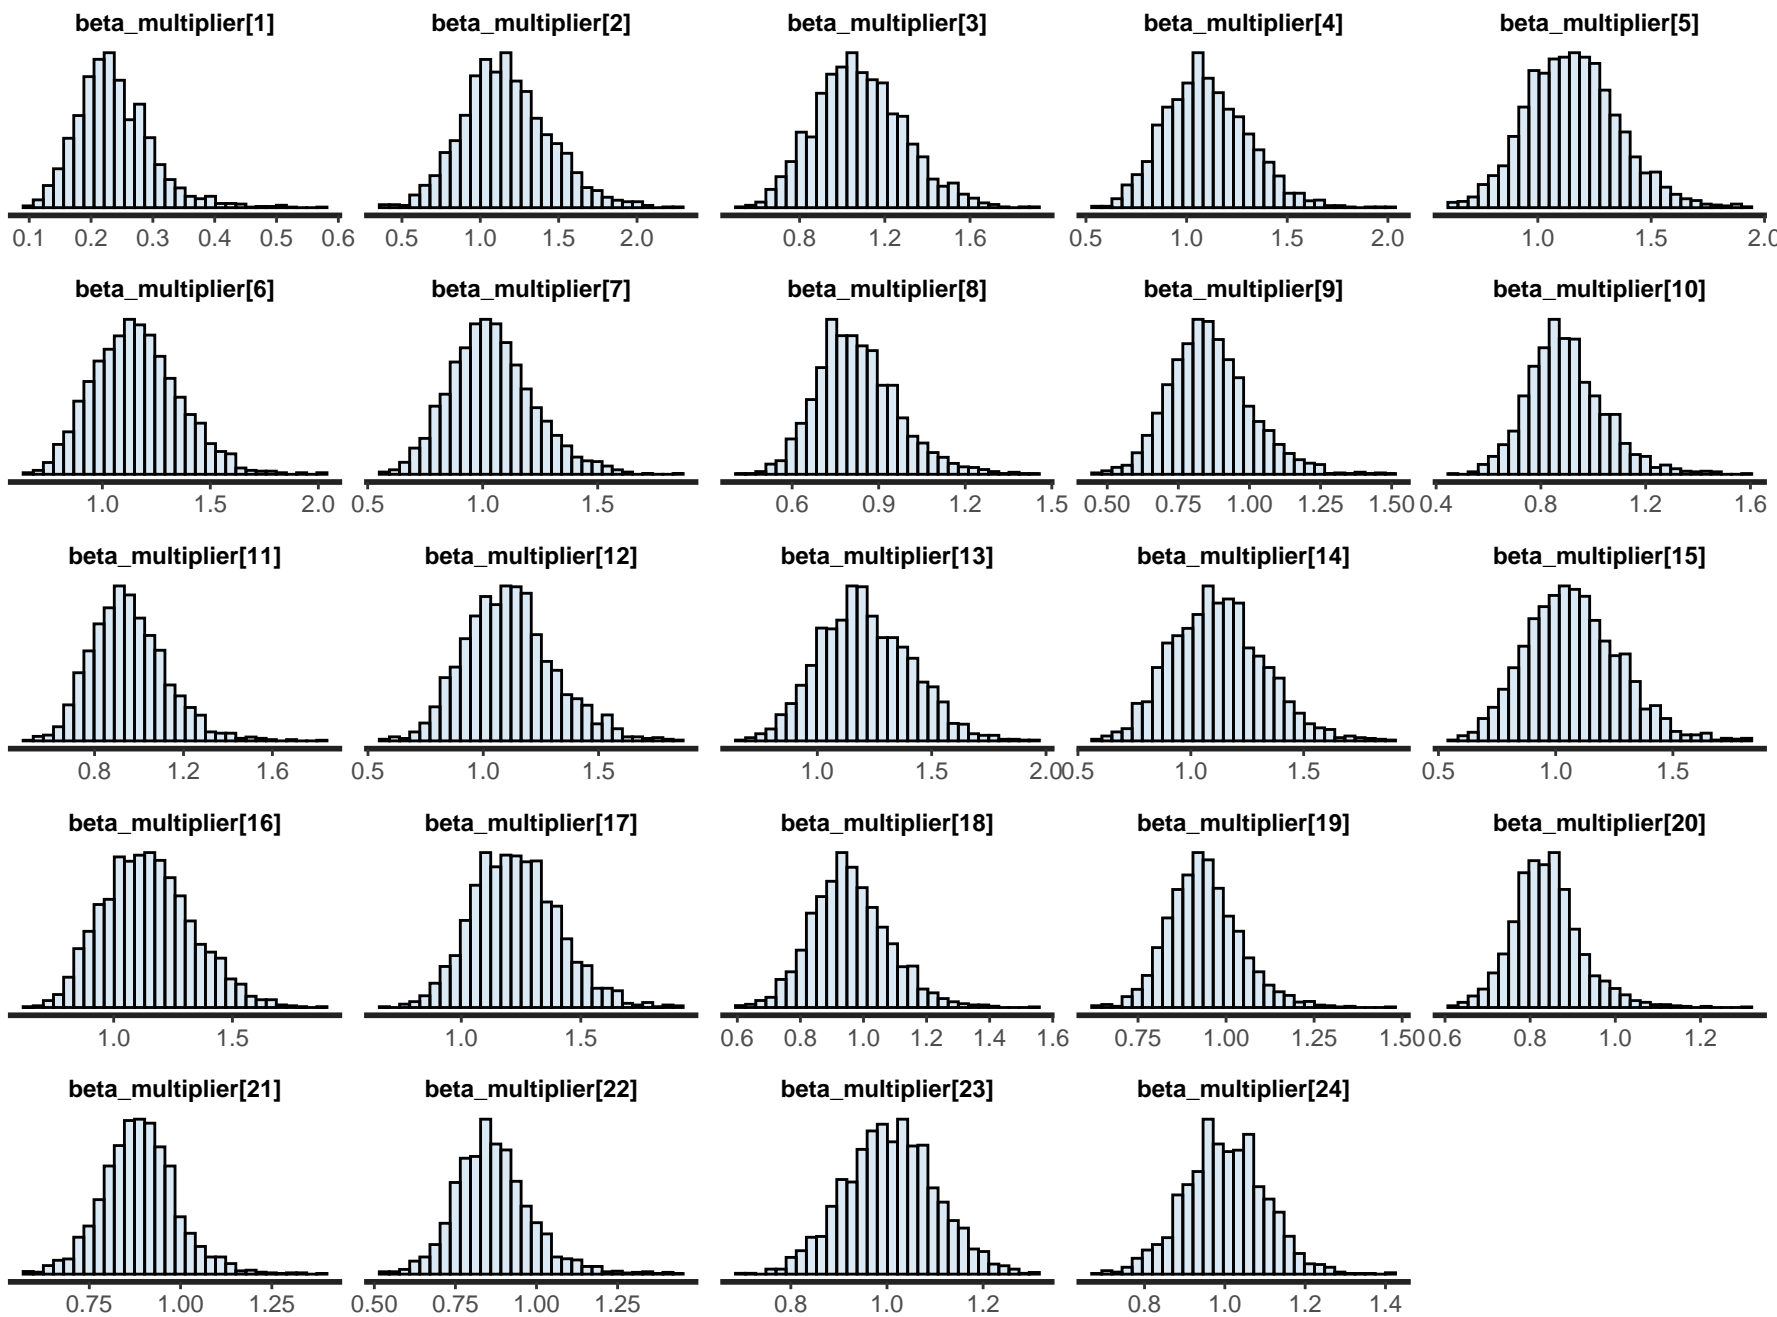 beta_multiplier[1] beta_multiplier[2] beta_multiplier[3] beta_multiplier[4] beta_multiplier[5]
0.1 0.2 0.3 0.4 0.5 0.6 0.5 1.0 1.5 2.0 0.8 1.2 1.6 0.5 1.0 1.5 2.0 1.0 1.5 2.0
beta_multiplier[6] beta_multiplier[7] beta_multiplier[8] beta_multiplier[9] beta_multiplier[10]
1.0 1.5 2.0 0.5 1.0 1.5 0.6 0.9 1.2 1.5 0.50 0.75 1.00 1.25 1.50 0.4 0.8 1.2 1.6
beta_multiplier[11] beta_multiplier[12] beta_multiplier[13] beta_multiplier[14] beta_multiplier[15]
0.8 1.2 1.6 0.5 1.0 1.5 1.0 1.5 2.0 0.5 1.0 1.5 0.5 1.0 1.5
beta_multiplier[16] beta_multiplier[17] beta_multiplier[18] beta_multiplier[19] beta_multiplier[20]
1.0 1.5 1.0 1.5 0.6 0.8 1.0 1.2 1.4 1.6 0.75 1.00 1.25 1.50 0.6 0.8 1.0 1.2
beta_multiplier[21] beta_multiplier[22] beta_multiplier[23] beta_multiplier[24]
0.75 1.00 1.25 0.50 0.75 1.00 1.25 0.8 1.0 1.2 0.8 1.0 1.2 1.4